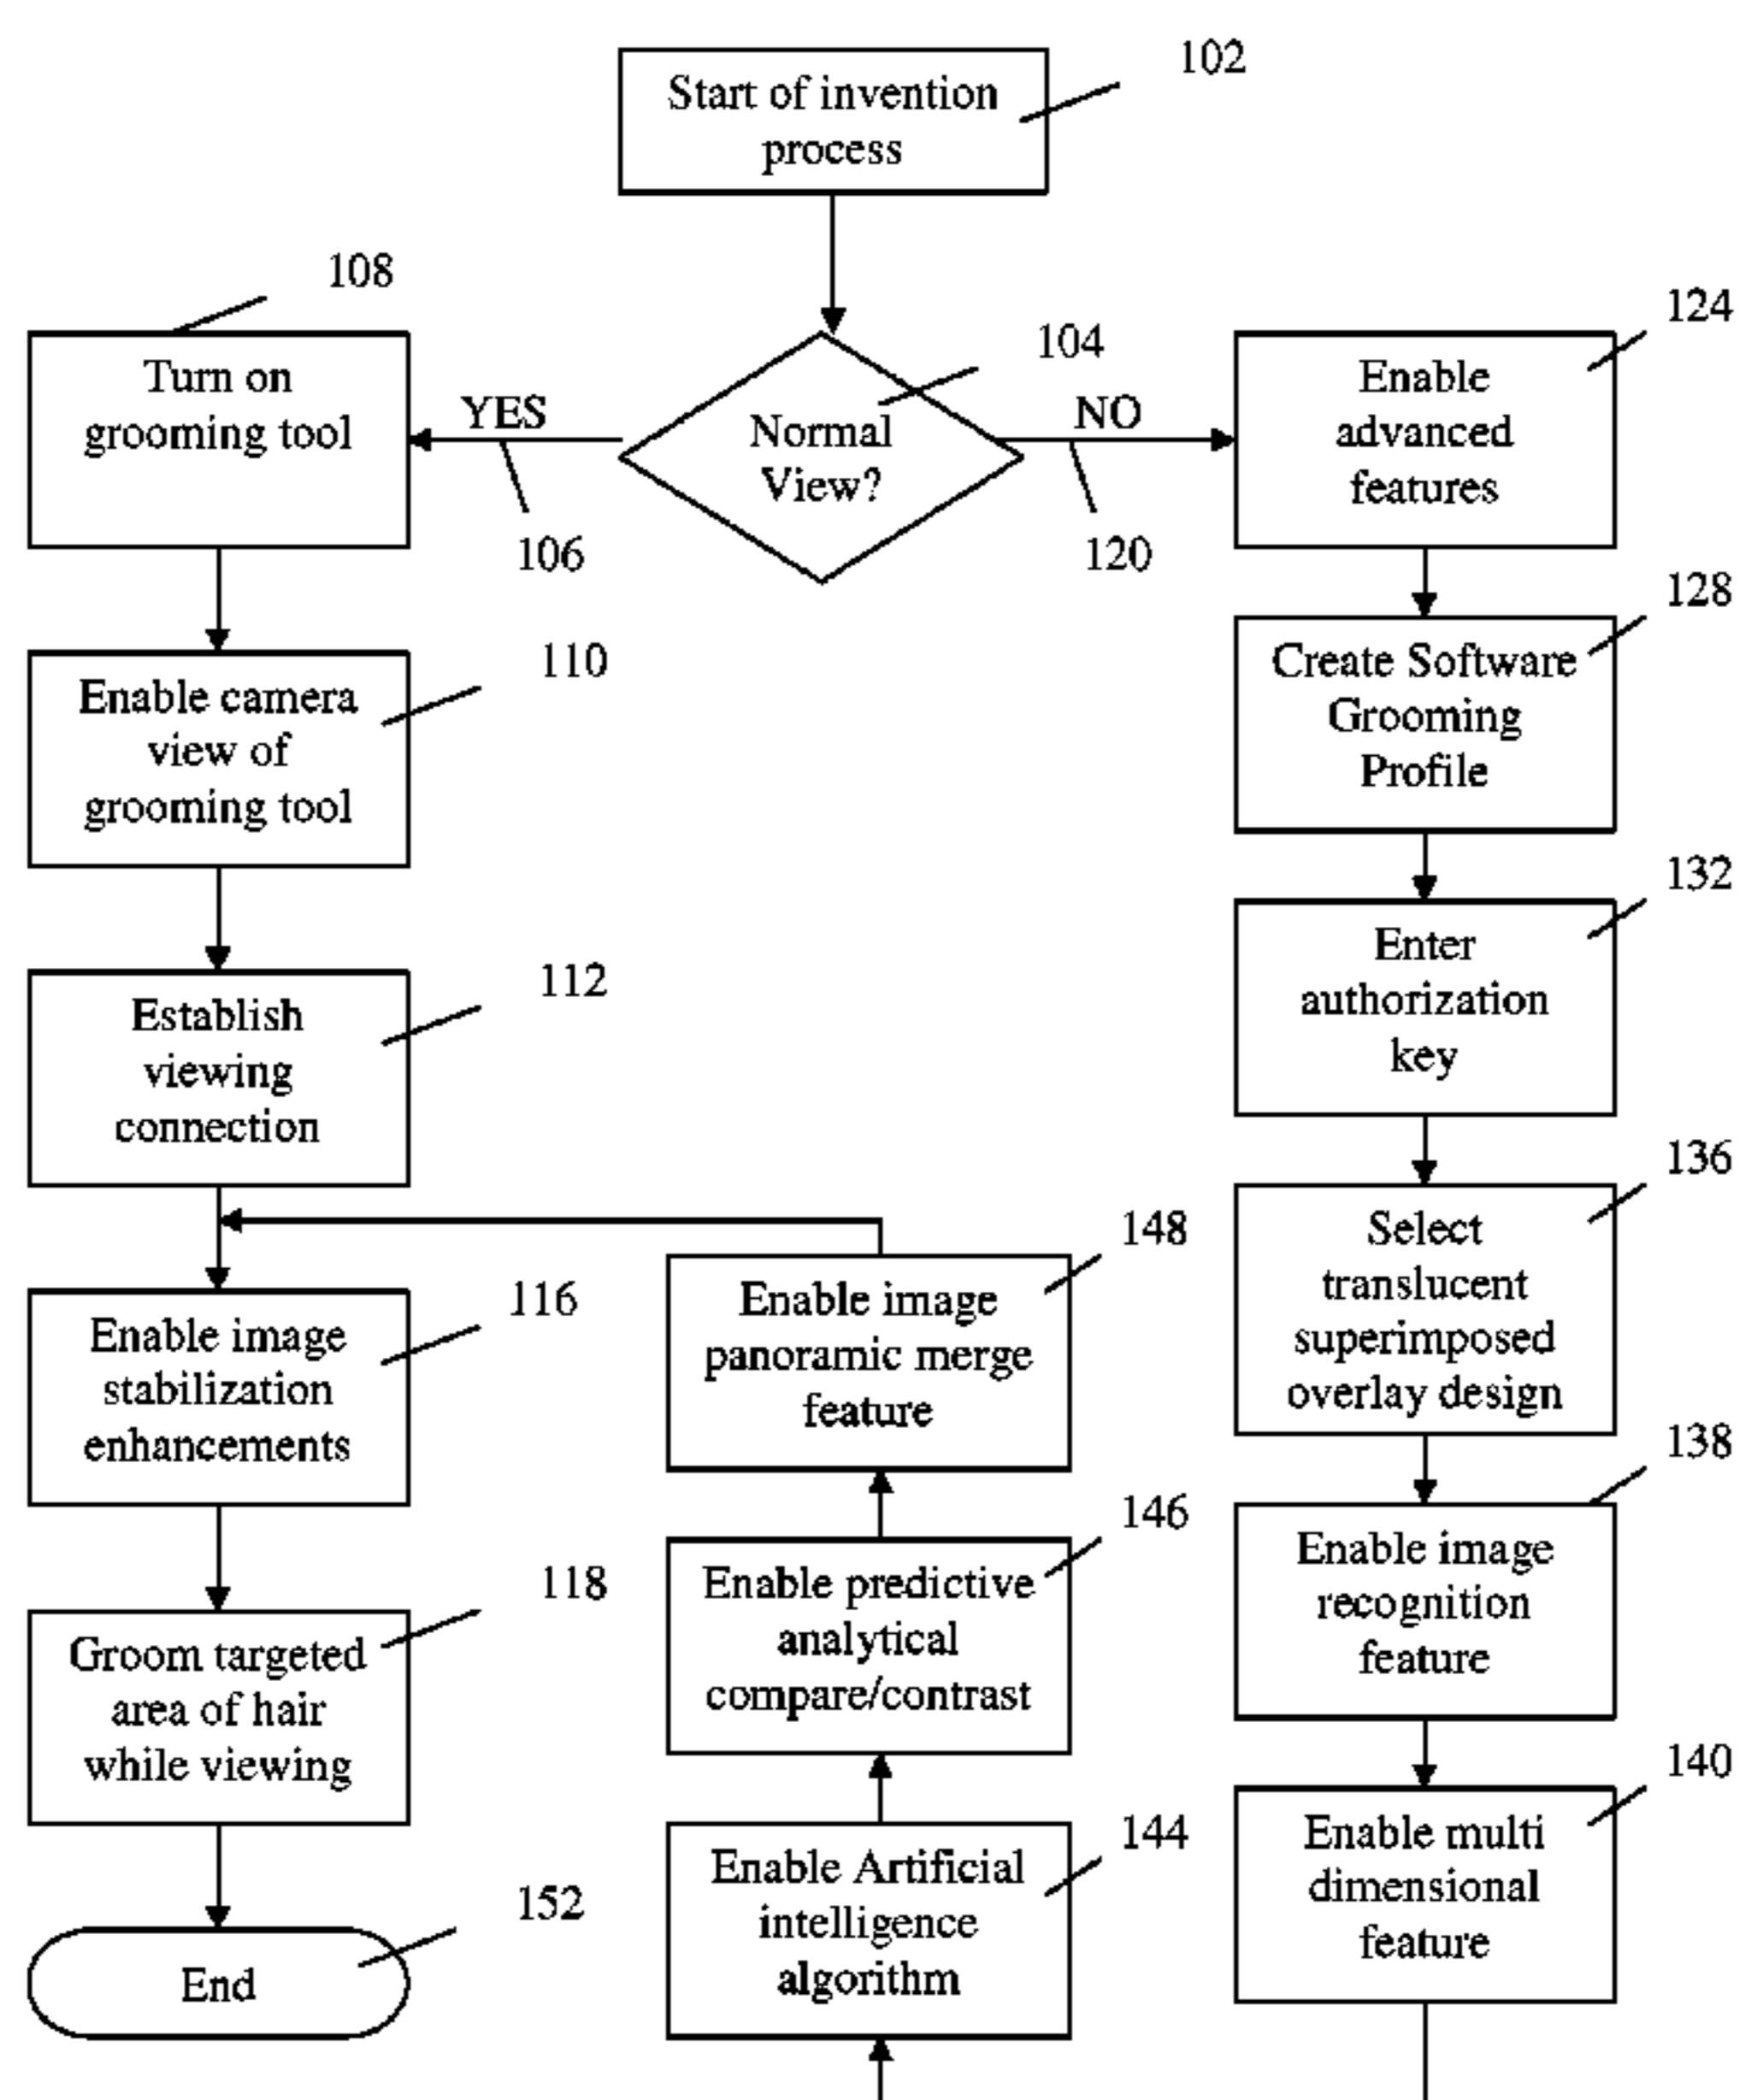 102
Start of invention
process
108
104
124
Turn on
grooming tool
YES
Normal
View?
NO
Enable
advanced
features
106
120
128
110
Enable camera
view of
grooming tool
Create Software
Grooming
Profile
132
112
Establish
viewing
connection
Enter
authorization
key
136
148
Select
translucent
superimposed
overlay design
116
Enable image
stabilization
enhancements
Enable image
panoramic merge
feature
138
146
Enable image
recognition
feature
118
Groom targeted
area of hair
while viewing
Enable predictive
analytical
compare/contrast
140
144
Enable multi
dimensional
feature
152
End
Enable Artificial
intelligence
algorithm